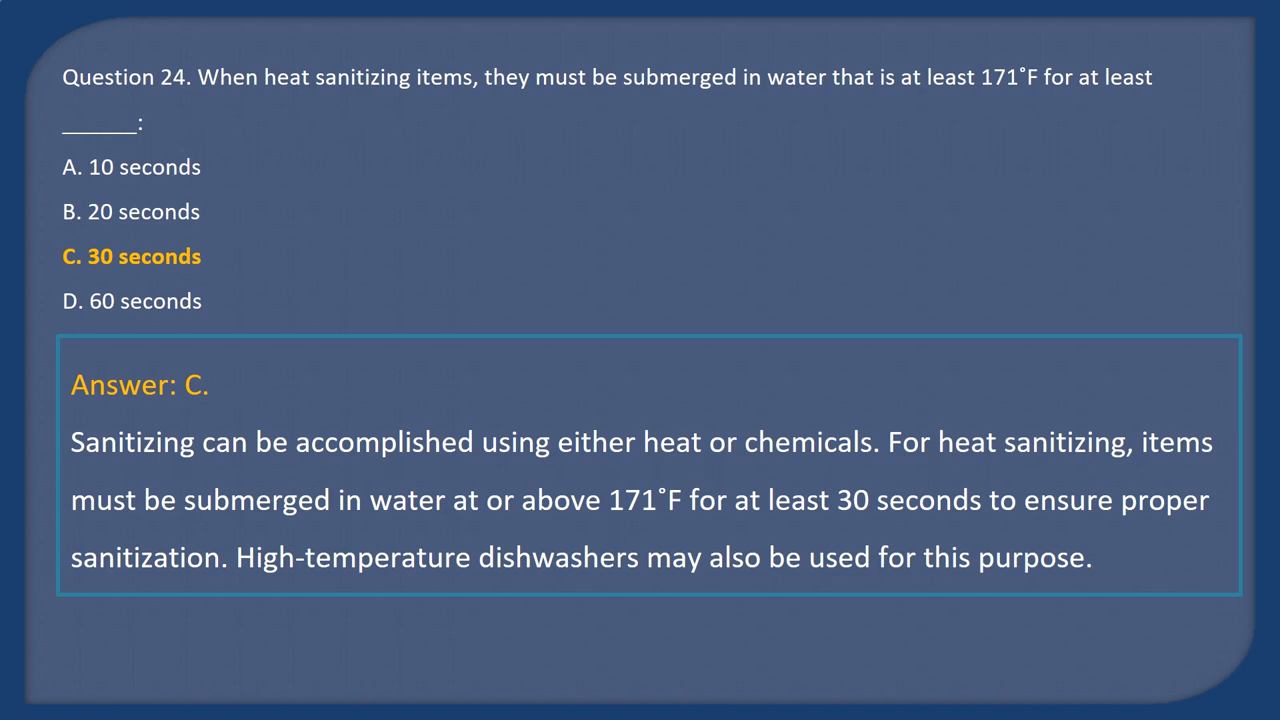 Question 24. When heat sanitizing items, they must be submerged in water that is at least 171˚F for at least
______:
A. 10 seconds
B. 20 seconds
C. 30 seconds
D. 60 seconds
Answer: C.
Sanitizing can be accomplished using either heat or chemicals. For heat sanitizing, items
must be submerged in water at or above 171˚F for at least 30 seconds to ensure proper
sanitization. High-temperature dishwashers may also be used for this purpose.